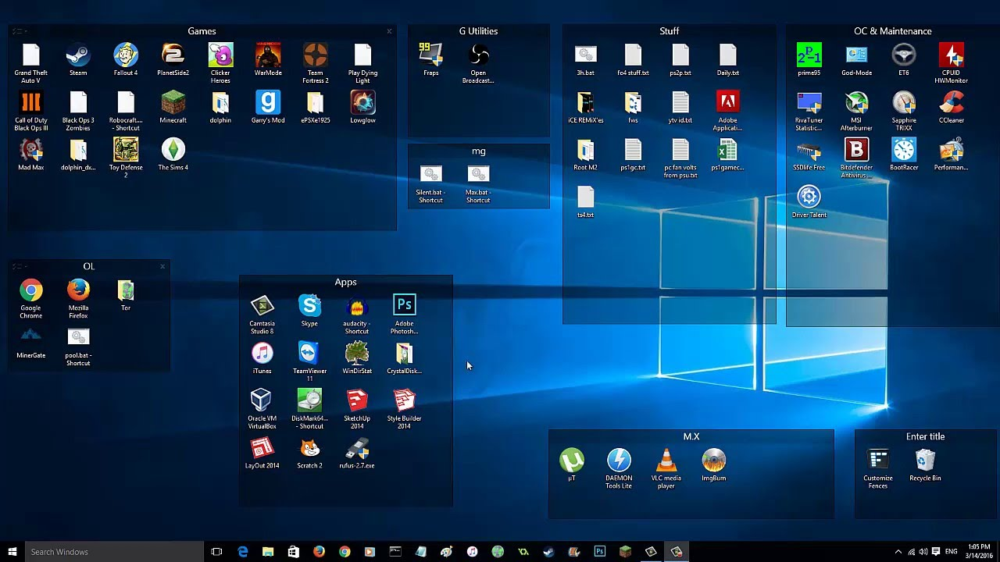 Games
Grand Theft
Auto V
Steam
Fallout 4
PlanetSide2
Clicker
Heroes
WarMode
Team
Fortress 2
Play Dying
Light
Call of Duty
Black Ops III
Black Ops 3
Zombies
Robocraft....
- Shortcut
Minecraft
dolphin
Garry's Mod
ePSXe1925
Lowglow
Mad Max
dolphin_dx...
Toy Defense
2
The Sims 4
G Utilities
99
Fraps
Open
Broadcast...
mg
Silent.bat -
Shortcut
Max.bat -
Shortcut
Stuff
3h.bat
fo4 stuff.txt
ps2p.txt
Daily.txt
iCE REMiX'es
fws
ytv id.txt
Adobe
Applicati...
Root M2
ps1gc.txt
pc fan volts
from psu.txt
ps1gamec...
ts4.txt
OC & Maintenance
prime95
God-Mode
ET6
CPUID
HWMonitor
RivaTuner
Statistic...
MSI
Afterburner
Sapphire
TRIXX
CCleaner
SSDlife Free
B
Bitdefender
Antivirus ...
BootRacer
Performan...
Driver Talent
OL
Google
Chrome
Mozilla
Firefox
Tor
MinerGate
pool.bat -
Shortcut
Apps
Camtasia
Studio 8
Skype
audacity -
Shortcut
Ps
Adobe
Photosh...
iTunes
TeamViewer
11
WinDirStat
CrystalDisk...
Oracle VM
VirtualBox
DiskMark64...
- Shortcut
SketchUp
2014
Style Builder
2014
LayOut 2014
Scratch 2
rufus-2.7.exe
M.X
µT
DAEMON
Tools Lite
VLC media
player
ImgBurn
Enter title
Customize
Fences
Recycle Bin
Search Windows
Ps
ENG
1:05 PM
3/14/2016